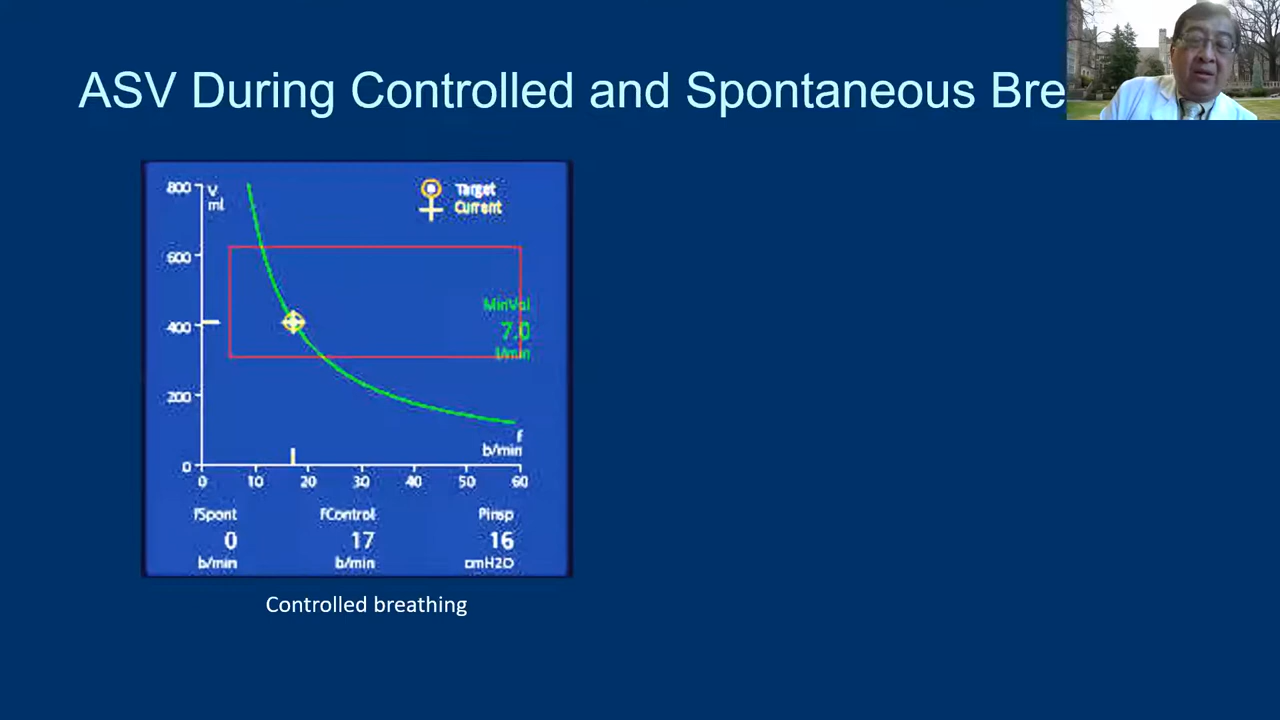 ASV During Controlled and Spontaneous Bre
800
V
ml
Target
Current
600
MinVol
400
7.0
l/min
200
f
b/min
0
0 10 20 30 40 50 60
fSpont fControl Pinsp
0 17 16
b/min b/min cmH2O
Controlled breathing